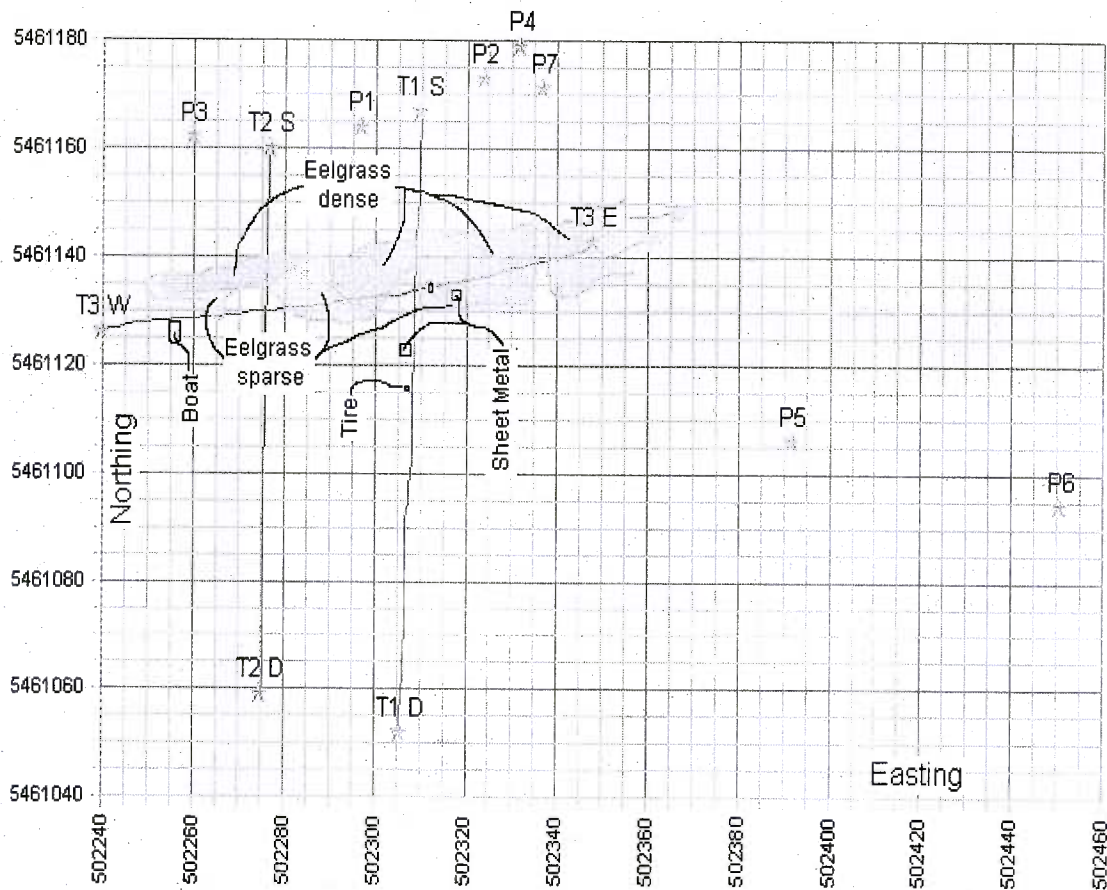 P4
5461180
P2
P7
T1 S
P3
P1
T2 S
5461160
Eelgrass
dense
T3 E
5461140
T3 W
5461120
Eelgrass
sparse
Boat
Tire
Sheet Metal
Northing
P5
5461100
P6
5461080
T2 D
5461060
T1 D
Easting
5461040
502240
502260
502280
502300
502320
502340
502360
502380
502400
502420
502440
502460